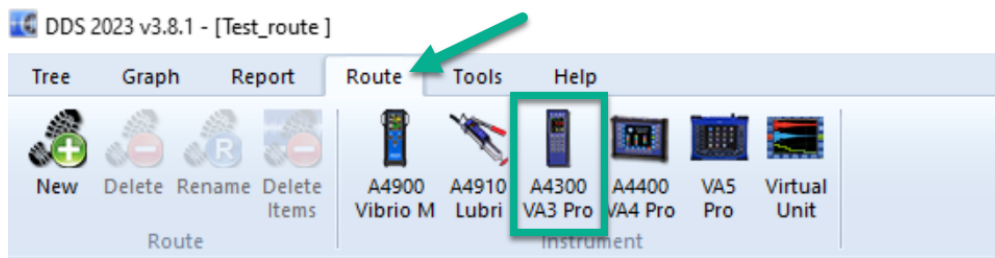 DDS 2023 v3.8.1 - [Test_route ]
Tree Graph Report Route Tools Help
New Delete Rename Delete Items A4900 Vibrio M A4910 Lubri A4300 VA3 Pro A4400 VA4 Pro VA5 Pro Virtual Unit
Route Instrument